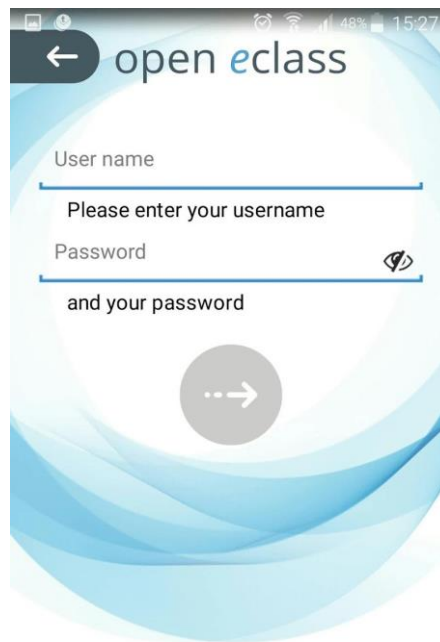 48% 15:27
open eclass
User name
Please enter your username
Password
and your password